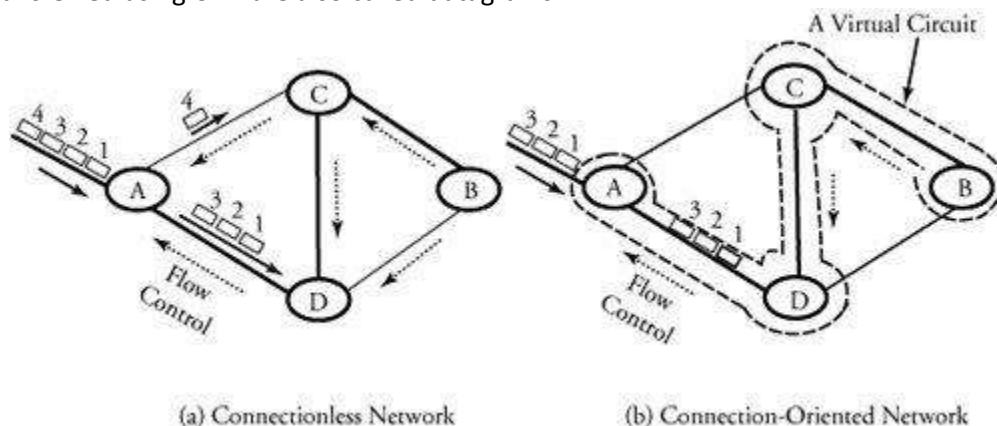 A Virtual Circuit
4 3 2 1
4
C
A
B
3 2 1
D
Flow
Control
(a) Connectionless Network
3 2 1
C
A
B
3 2 1
D
Flow
Control
(b) Connection-Oriented Network